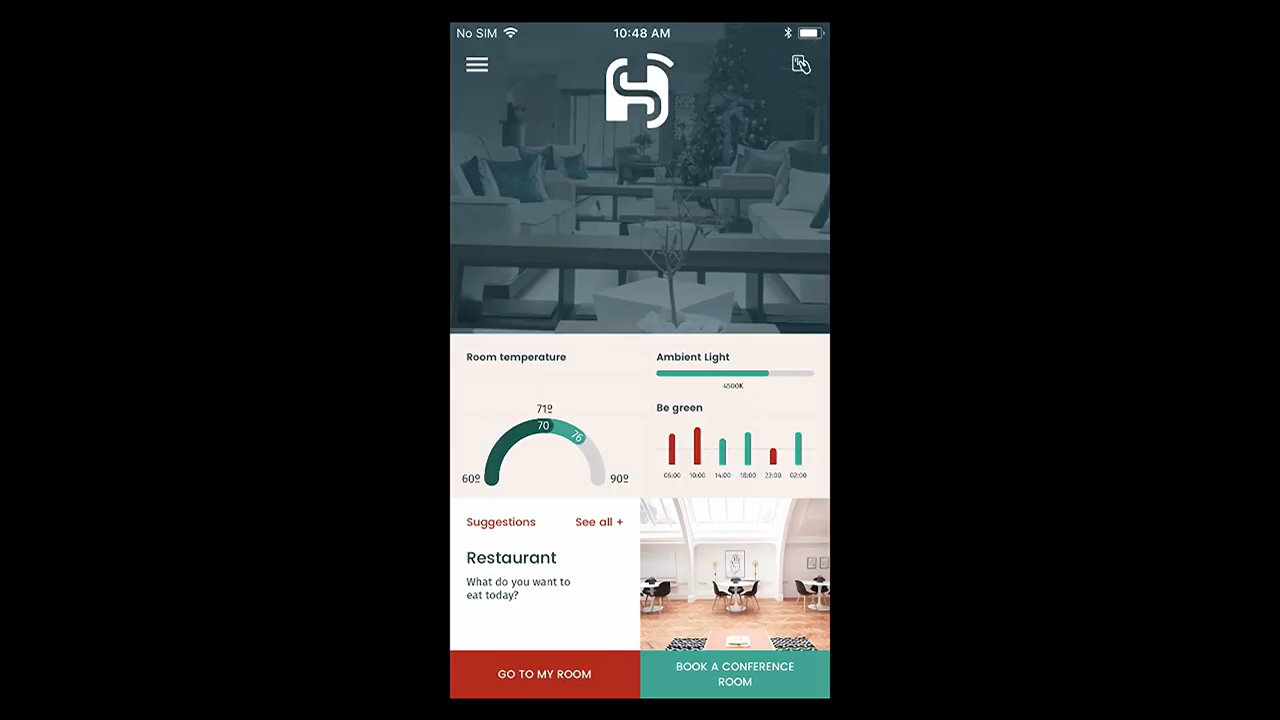 No SIM
10:48 AM
Room temperature
71º
70
76
60º
90º
Ambient Light
4500K
Be green
06:00 10:00 14:00 18:00 22:00 02:00
Suggestions
See all +
Restaurant
What do you want to
eat today?
GO TO MY ROOM
BOOK A CONFERENCE
ROOM